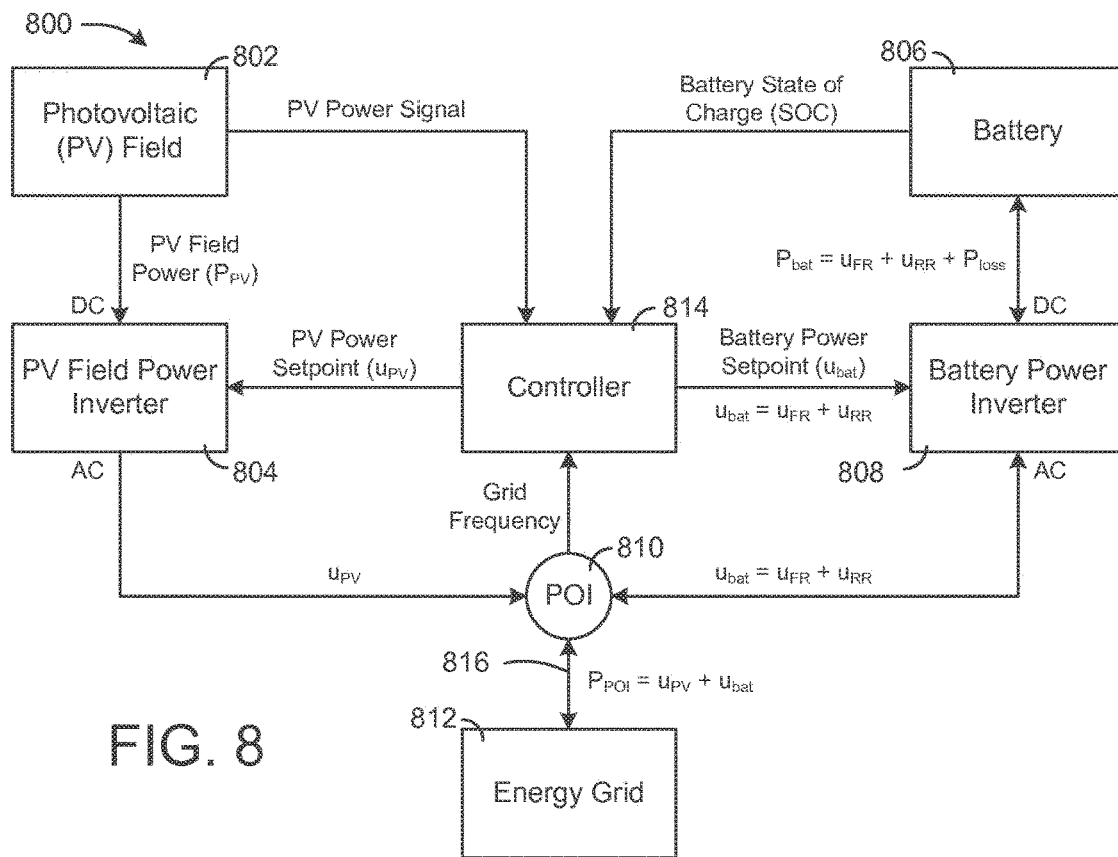 800
802
806
Photovoltaic
(PV) Field
PV Power Signal
Battery State of
Charge (SOC)
Battery
PV Field
Power (P_PV)
P_bat = u_FR + u_RR + P_loss
DC
814
DC
PV Field Power
Inverter
PV Power
Setpoint (u_PV)
Controller
Battery Power
Setpoint (u_bat)
u_bat = u_FR + u_RR
Battery Power
Inverter
AC
804
808
AC
Grid
Frequency
810
u_PV
POI
u_bat = u_FR + u_RR
816
P_POI = u_PV + u_bat
812
FIG. 8
Energy Grid